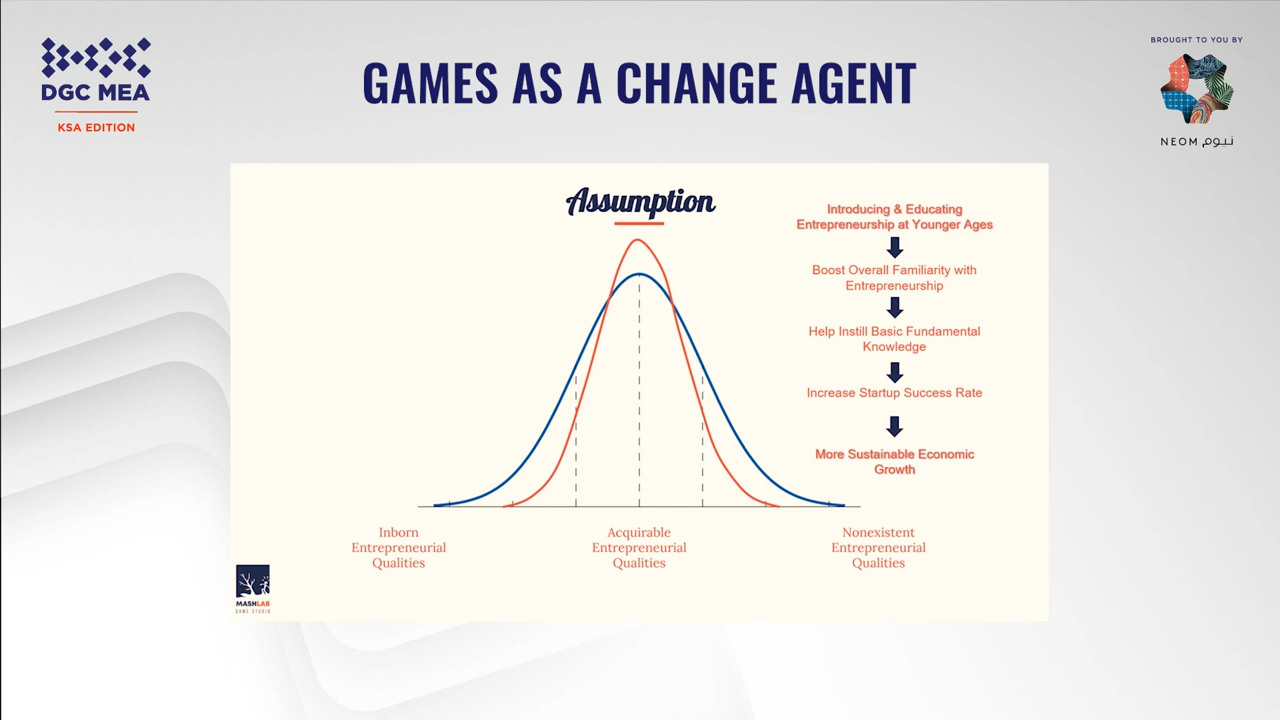 DGC MEA
KSA EDITION
GAMES AS A CHANGE AGENT
BROUGHT TO YOU BY
NEOM نيوم
Assumption
Introducing & Educating
Entrepreneurship at Younger Ages
Boost Overall Familiarity with
Entrepreneurship
Help Instill Basic Fundamental
Knowledge
Increase Startup Success Rate
More Sustainable Economic
Growth
Inborn
Entrepreneurial
Qualities
Acquirable
Entrepreneurial
Qualities
Nonexistent
Entrepreneurial
Qualities
MASHLAB
GAME STUDIO